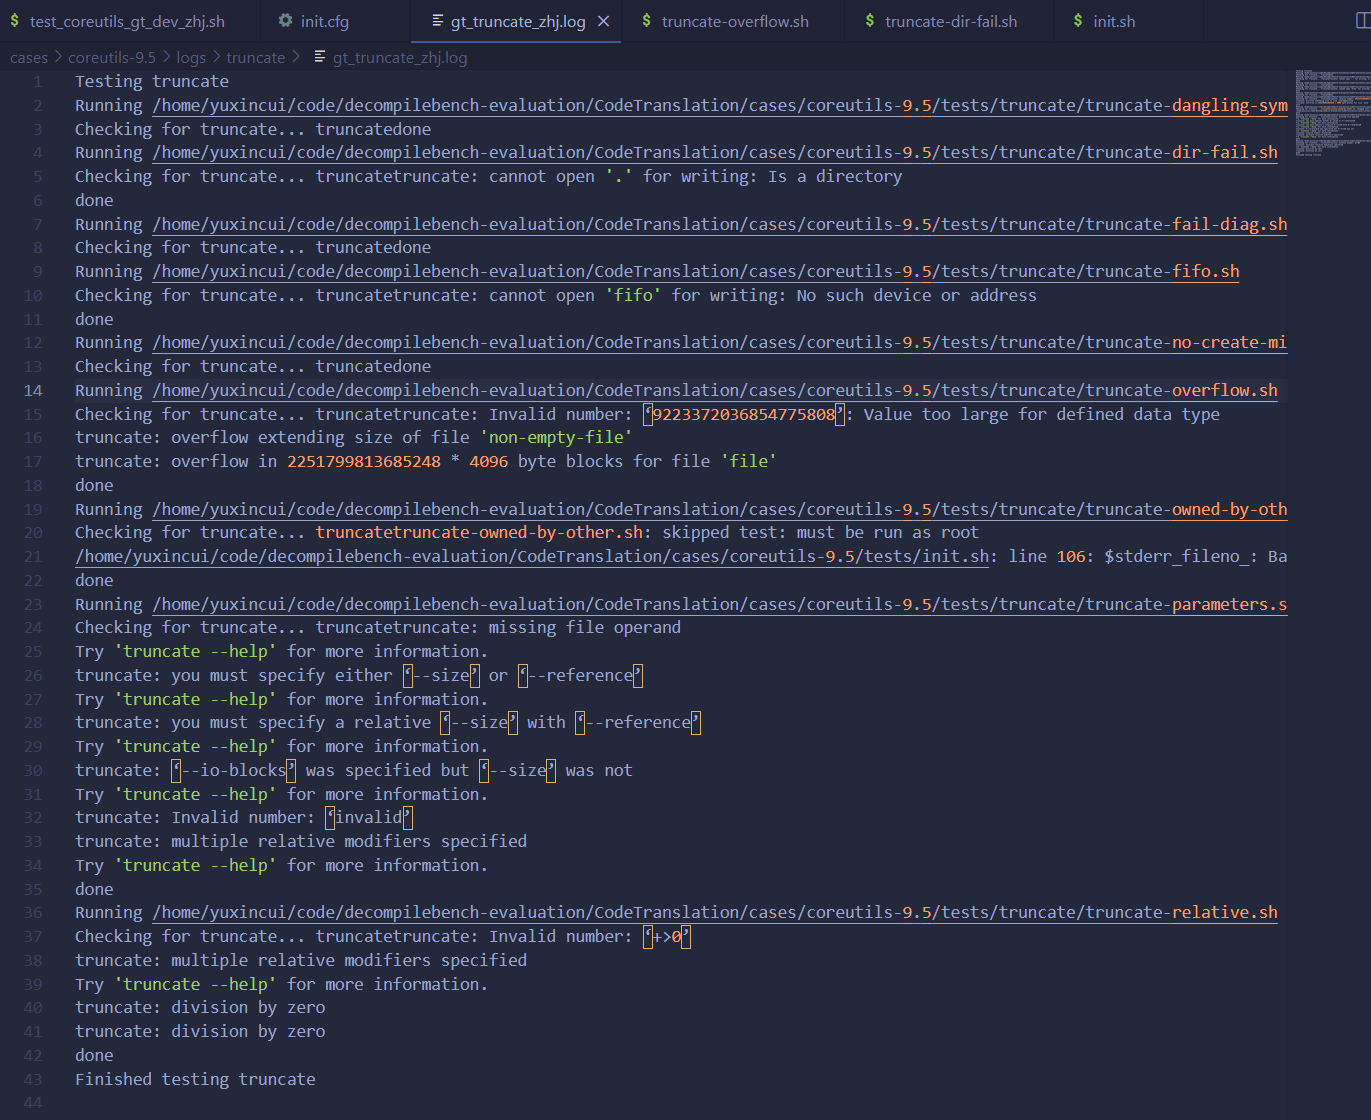 $ test_coreutils_gt_dev_zhj.sh
init.cfg
gt_truncate_zhj.log
$ truncate-overflow.sh
$ truncate-dir-fail.sh
$ init.sh
cases > coreutils-9.5 > logs > truncate > gt_truncate_zhj.log
1 Testing truncate
2 Running /home/yuxincui/code/decompilebench-evaluation/CodeTranslation/cases/coreutils-9.5/tests/truncate/truncate-dangling-sym
3 Checking for truncate... truncatedone
4 Running /home/yuxincui/code/decompilebench-evaluation/CodeTranslation/cases/coreutils-9.5/tests/truncate/truncate-dir-fail.sh
5 Checking for truncate... truncatetruncate: cannot open '.' for writing: Is a directory
6 done
7 Running /home/yuxincui/code/decompilebench-evaluation/CodeTranslation/cases/coreutils-9.5/tests/truncate/truncate-fail-diag.sh
8 Checking for truncate... truncatedone
9 Running /home/yuxincui/code/decompilebench-evaluation/CodeTranslation/cases/coreutils-9.5/tests/truncate/truncate-fifo.sh
10 Checking for truncate... truncatetruncate: cannot open 'fifo' for writing: No such device or address
11 done
12 Running /home/yuxincui/code/decompilebench-evaluation/CodeTranslation/cases/coreutils-9.5/tests/truncate/truncate-no-create-mi
13 Checking for truncate... truncatedone
14 Running /home/yuxincui/code/decompilebench-evaluation/CodeTranslation/cases/coreutils-9.5/tests/truncate/truncate-overflow.sh
15 Checking for truncate... truncatetruncate: Invalid number: ‘9223372036854775808’: Value too large for defined data type
16 truncate: overflow extending size of file 'non-empty-file'
17 truncate: overflow in 2251799813685248 * 4096 byte blocks for file 'file'
18 done
19 Running /home/yuxincui/code/decompilebench-evaluation/CodeTranslation/cases/coreutils-9.5/tests/truncate/truncate-owned-by-oth
20 Checking for truncate... truncatetruncate-owned-by-other.sh: skipped test: must be run as root
21 /home/yuxincui/code/decompilebench-evaluation/CodeTranslation/cases/coreutils-9.5/tests/init.sh: line 106: $stderr_fileno_: Ba
22 done
23 Running /home/yuxincui/code/decompilebench-evaluation/CodeTranslation/cases/coreutils-9.5/tests/truncate/truncate-parameters.s
24 Checking for truncate... truncatetruncate: missing file operand
25 Try 'truncate --help' for more information.
26 truncate: you must specify either ‘--size’ or ‘--reference’
27 Try 'truncate --help' for more information.
28 truncate: you must specify a relative ‘--size’ with ‘--reference’
29 Try 'truncate --help' for more information.
30 truncate: ‘--io-blocks’ was specified but ‘--size’ was not
31 Try 'truncate --help' for more information.
32 truncate: Invalid number: ‘invalid’
33 truncate: multiple relative modifiers specified
34 Try 'truncate --help' for more information.
35 done
36 Running /home/yuxincui/code/decompilebench-evaluation/CodeTranslation/cases/coreutils-9.5/tests/truncate/truncate-relative.sh
37 Checking for truncate... truncatetruncate: Invalid number: ‘+>0’
38 truncate: multiple relative modifiers specified
39 Try 'truncate --help' for more information.
40 truncate: division by zero
41 truncate: division by zero
42 done
43 Finished testing truncate
44